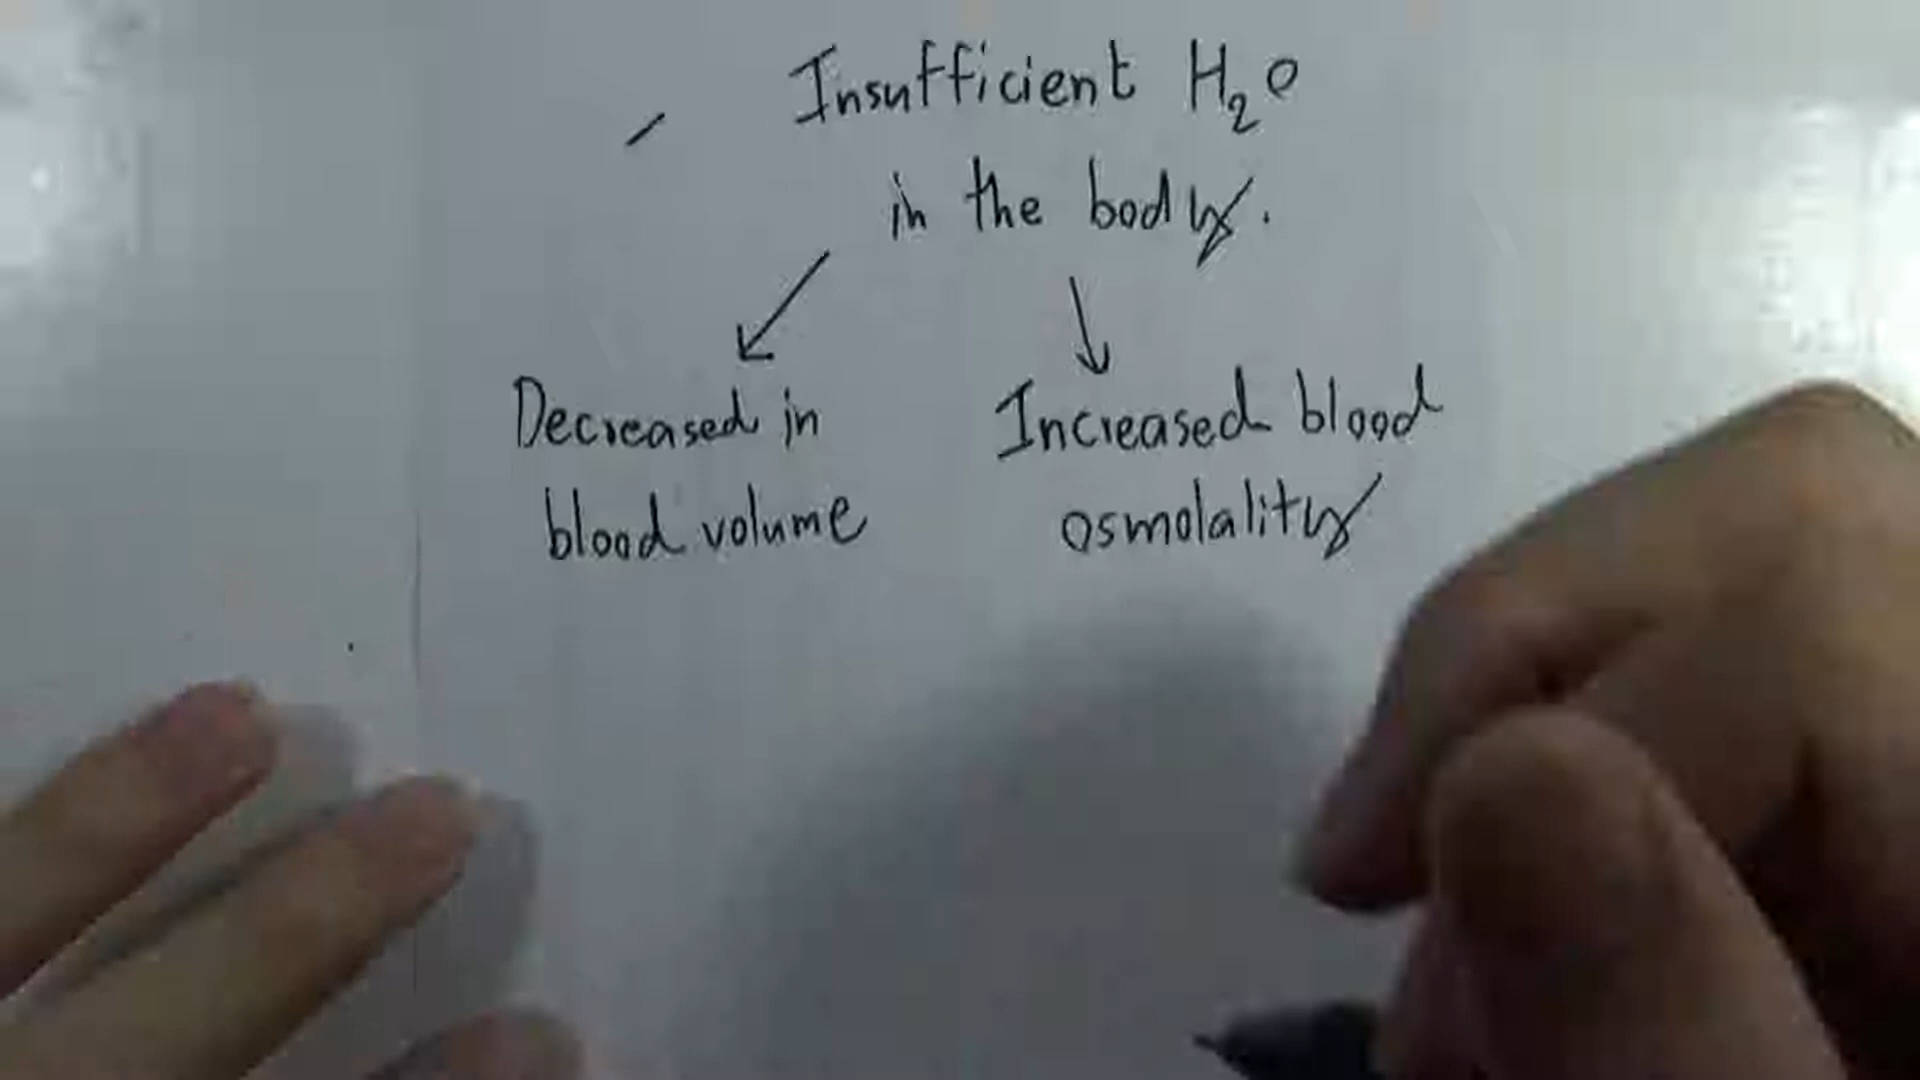 Insufficient H₂O
in the body.
Decreased in
blood volume
Increased blood
osmolality